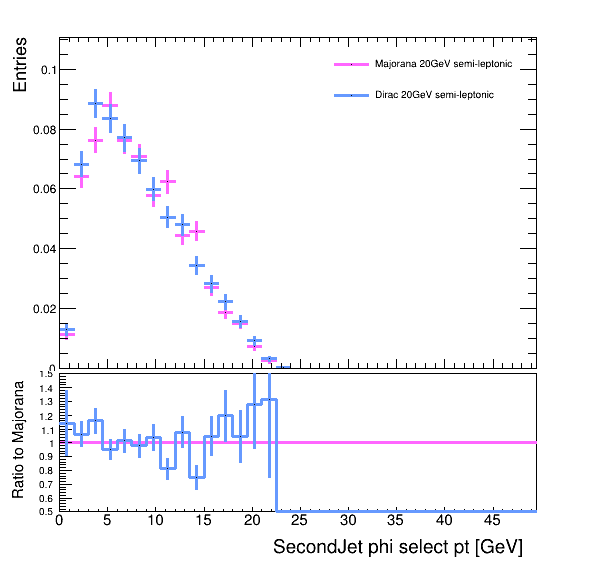 Entries
0.1
0.08
0.06
0.04
0.02
0
Majorana 20GeV semi-leptonic
Dirac 20GeV semi-leptonic
Ratio to Majorana
1.5
1.4
1.3
1.2
1.1
1
0.9
0.8
0.7
0.6
0.5
0 5 10 15 20 25 30 35 40 45
SecondJet phi select pt [GeV]